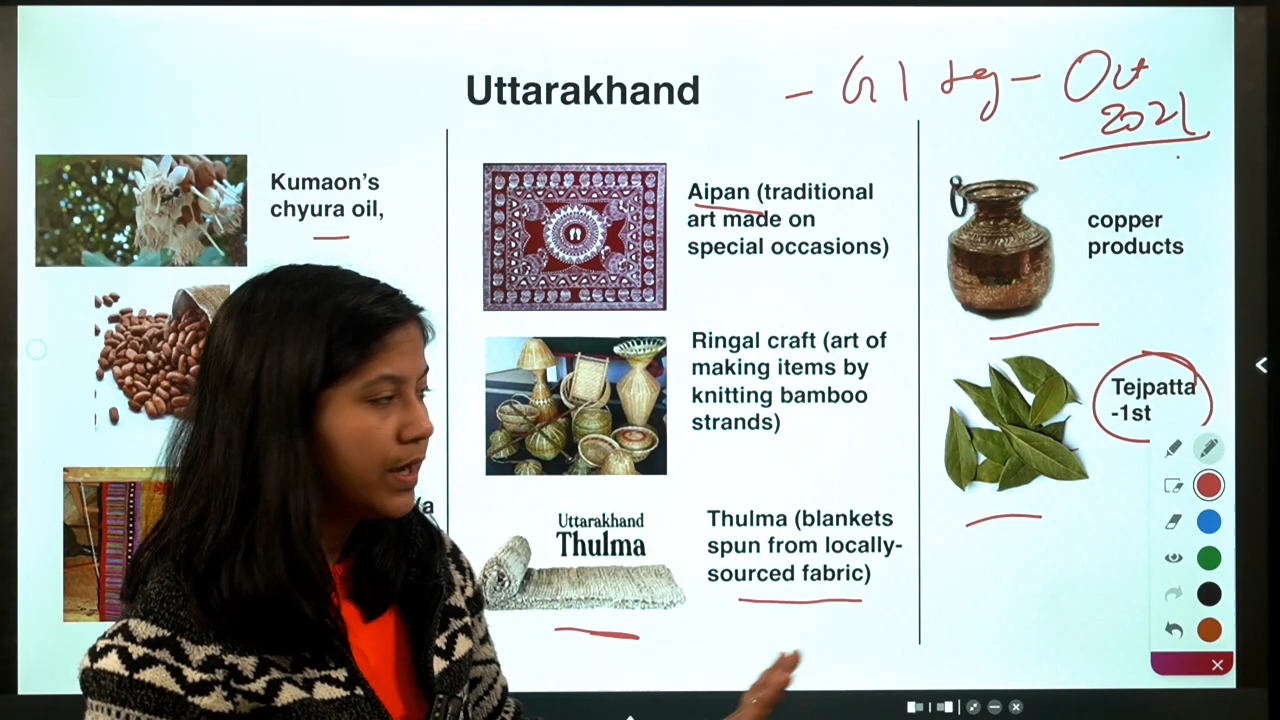 Uttarakhand
- GI tag - Oct
2021
Kumaon's
chyura oil,
(a
Aipan (traditional
art made on
special occasions)
Ringal craft (art of
making items by
knitting bamboo
strands)
Uttarakhand
Thulma
Thulma (blankets
spun from locally-
sourced fabric)
copper
products
Tejpatta
-1st